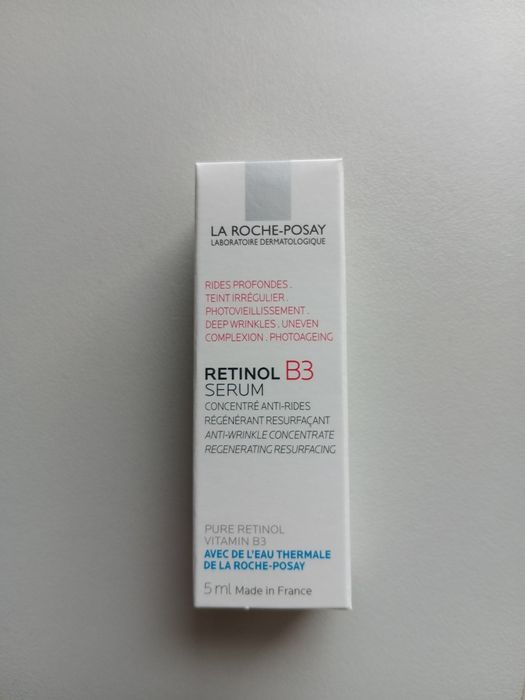 LA ROCHE-POSAY
LABORATOIRE DERMATOLOGIQUE
RIDES PROFONDES .
TEINT IRRÉGULIER .
PHOTOVIEILLISSEMENT .
DEEP WRINKLES . UNEVEN
COMPLEXION . PHOTOAGEING
RETINOL B3
SERUM
CONCENTRÉ ANTI-RIDES
RÉGÉNÉRANT RESURFAÇANT
ANTI-WRINKLE CONCENTRATE
REGENERATING RESURFACING
PURE RETINOL
VITAMIN B3
AVEC DE L'EAU THERMALE
DE LA ROCHE-POSAY
5 ml Made in France